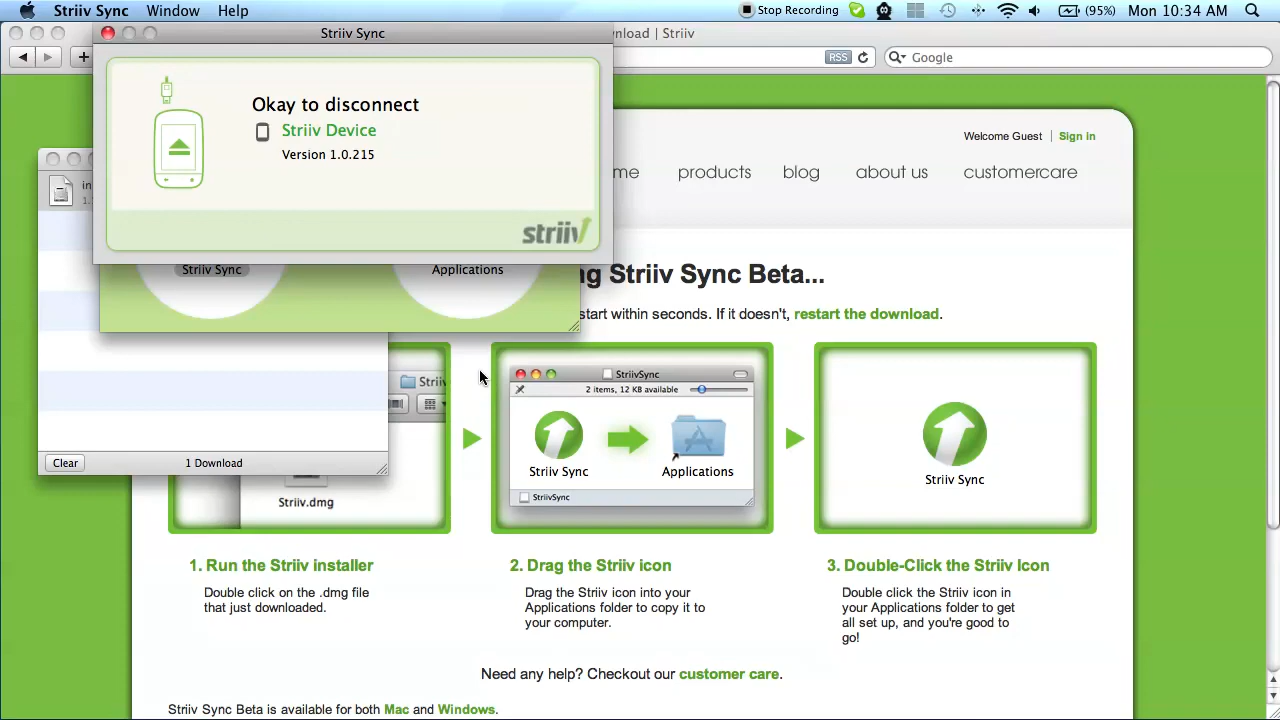 Striiv Sync Window Help
Stop Recording
(95%) Mon 10:34 AM
Striiv Sync
nload | Striiv
RSS
Google
Okay to disconnect
Striiv Device
Version 1.0.215
striiv
Welcome Guest | Sign in
me products blog about us customercare
in
1.
Striiv Sync
Applications
ng Striiv Sync Beta...
start within seconds. If it doesn't, restart the download.
Striiv
StriivSync
2 items, 12 KB available
Striiv Sync
Applications
StriivSync
Striiv Sync
Clear
1 Download
Striiv.dmg
1. Run the Striiv installer
Double click on the .dmg file
that just downloaded.
2. Drag the Striiv icon
Drag the Striiv icon into your
Applications folder to copy it to
your computer.
3. Double-Click the Striiv Icon
Double click the Striiv icon in
your Applications folder to get
all set up, and you're good to
go!
Need any help? Checkout our customer care.
Striiv Sync Beta is available for both Mac and Windows.